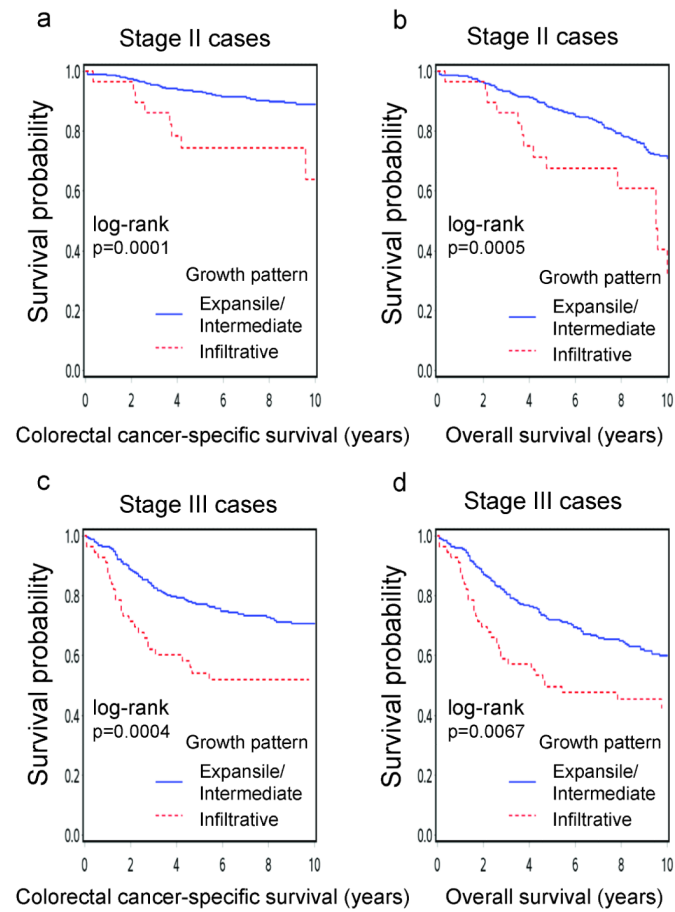 a
Stage II cases
Survival probability
1.0
0.8
0.6
0.4
0.2
0.0
log-rank
p=0.0001
Growth pattern
Expansile/
Intermediate
Infiltrative
0 2 4 6 8 10
Colorectal cancer-specific survival (years)
b
Stage II cases
Survival probability
1.0
0.8
0.6
0.4
0.2
0.0
log-rank
p=0.0005
Growth pattern
Expansile/
Intermediate
Infiltrative
0 2 4 6 8 10
Overall survival (years)
c
Stage III cases
Survival probability
1.0
0.8
0.6
0.4
0.2
0.0
log-rank
p=0.0004
Growth pattern
Expansile/
Intermediate
Infiltrative
0 2 4 6 8 10
Colorectal cancer-specific survival (years)
d
Stage III cases
Survival probability
1.0
0.8
0.6
0.4
0.2
0.0
log-rank
p=0.0067
Growth pattern
Expansile/
Intermediate
Infiltrative
0 2 4 6 8 10
Overall survival (years)